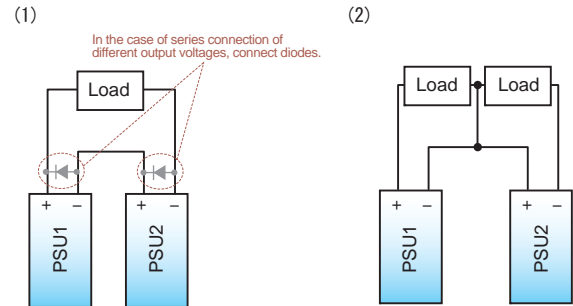 (1)
In the case of series connection of
different output voltages, connect diodes.
Load
+ − + −
PSU1 PSU2
(2)
Load Load
+ − + −
PSU1 PSU2